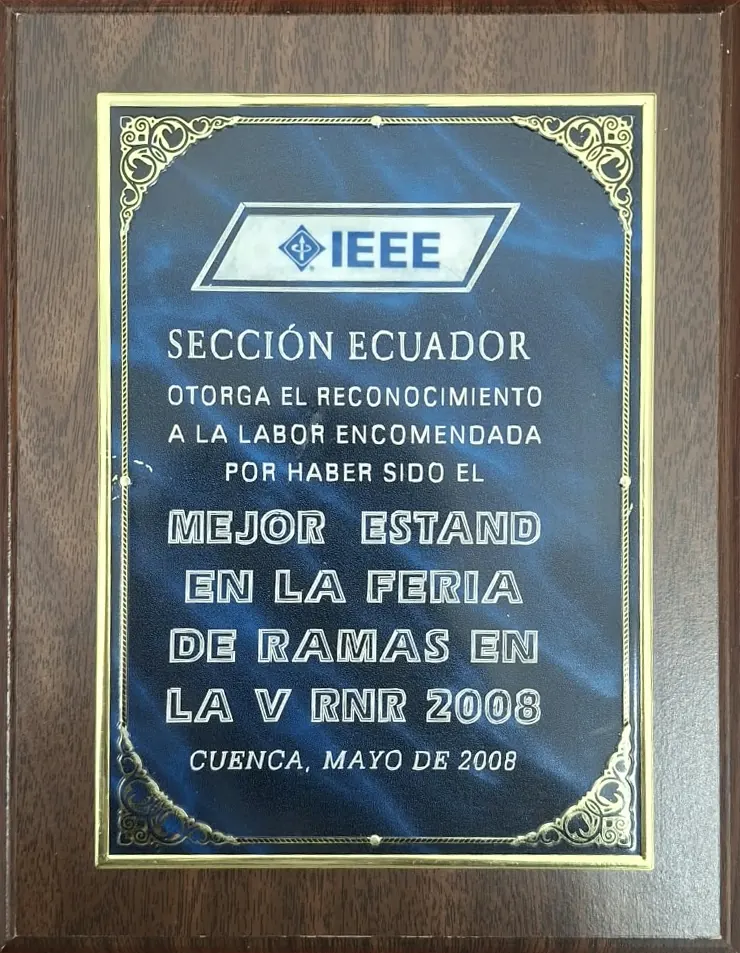 IEEE
SECCIÓN ECUADOR
OTORGA EL RECONOCIMIENTO
A LA LABOR ENCOMENDADA
POR HABER SIDO EL
MEJOR ESTAND
EN LA FERIA
DE RAMAS EN
LA V RNR 2008
CUENCA, MAYO DE 2008